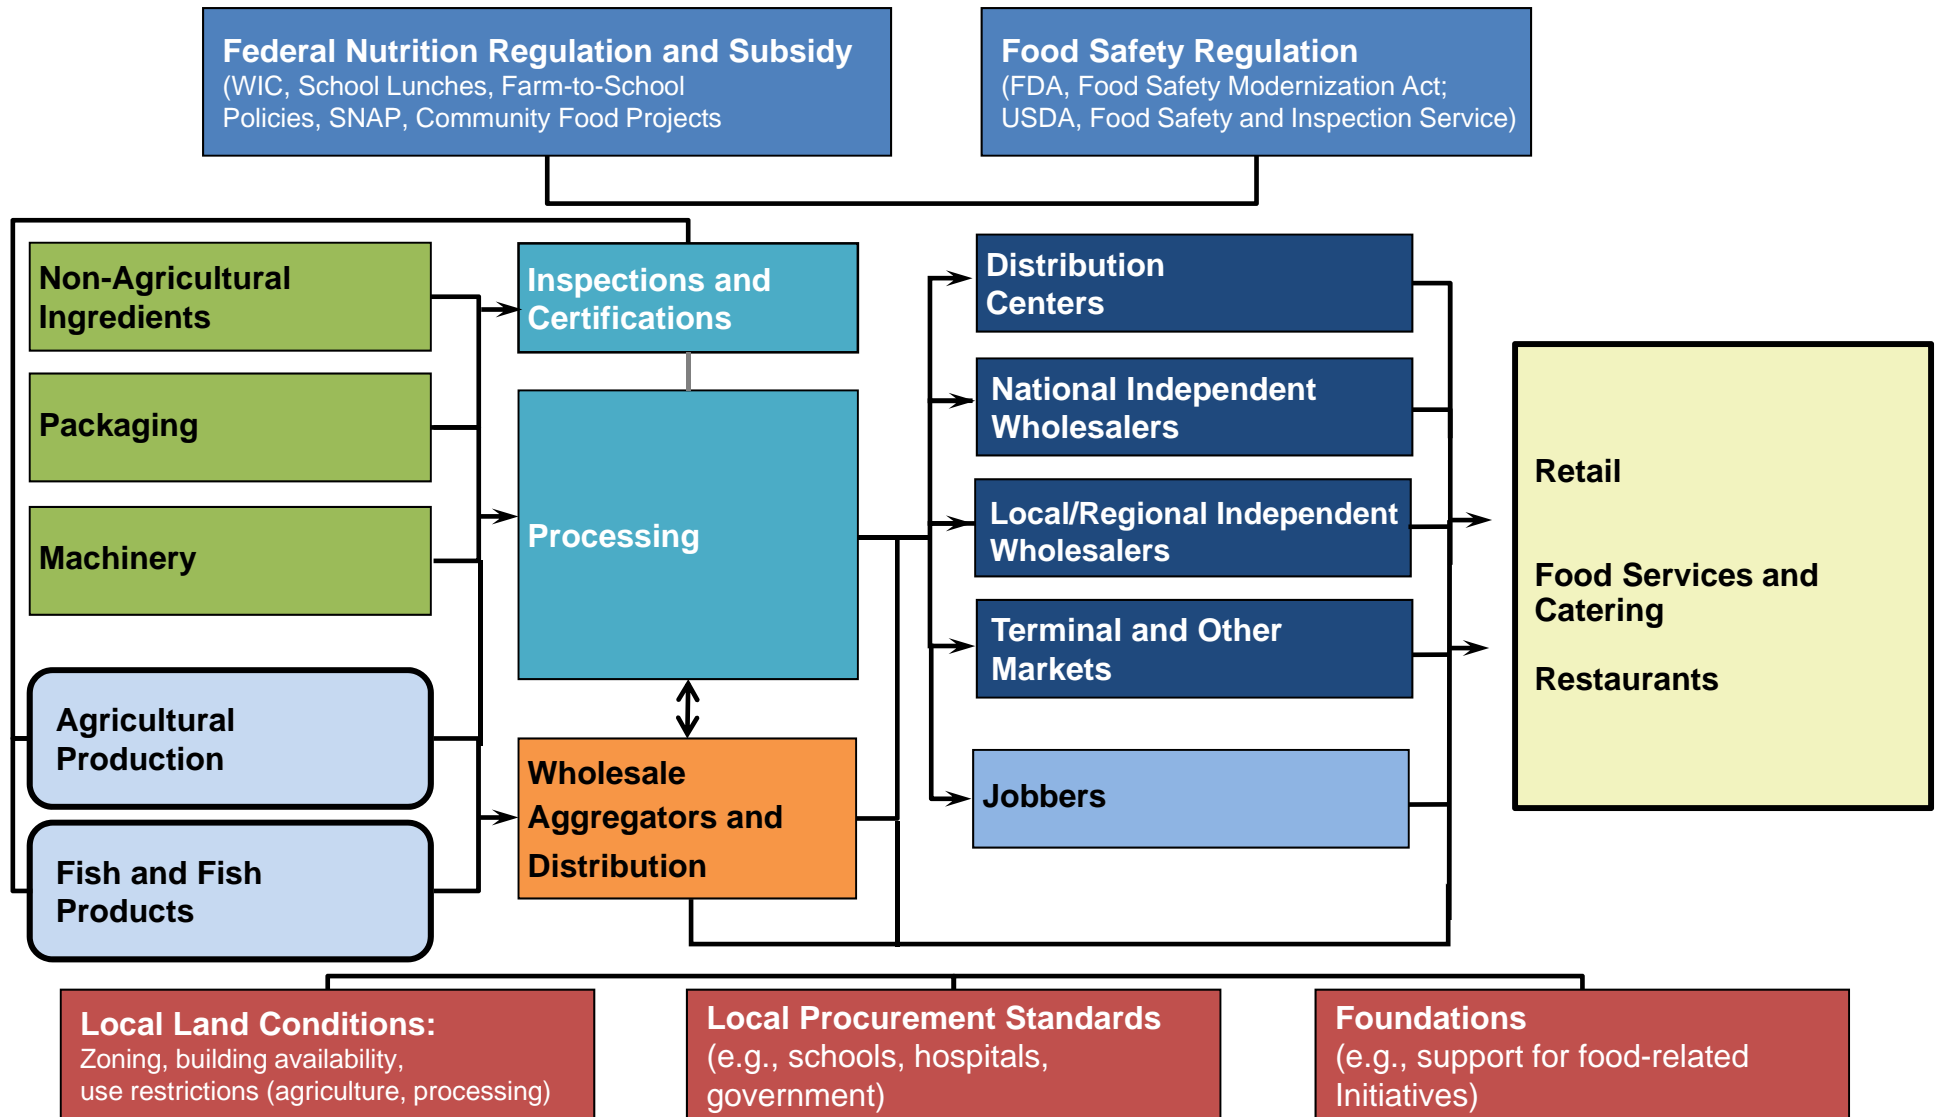 Federal Nutrition Regulation and Subsidy
(WIC, School Lunches, Farm-to-School
Policies, SNAP, Community Food Projects
Food Safety Regulation
(FDA, Food Safety Modernization Act;
USDA, Food Safety and Inspection Service)
Non-Agricultural
Ingredients
Packaging
Machinery
Agricultural
Production
Fish and Fish
Products
Inspections and
Certifications
Processing
Wholesale
Aggregators and
Distribution
Distribution
Centers
National Independent
Wholesalers
Local/Regional Independent
Wholesalers
Terminal and Other
Markets
Jobbers
Retail
Food Services and
Catering
Restaurants
Local Land Conditions:
Zoning, building availability,
use restrictions (agriculture, processing)
Local Procurement Standards
(e.g., schools, hospitals,
government)
Foundations
(e.g., support for food-related
Initiatives)